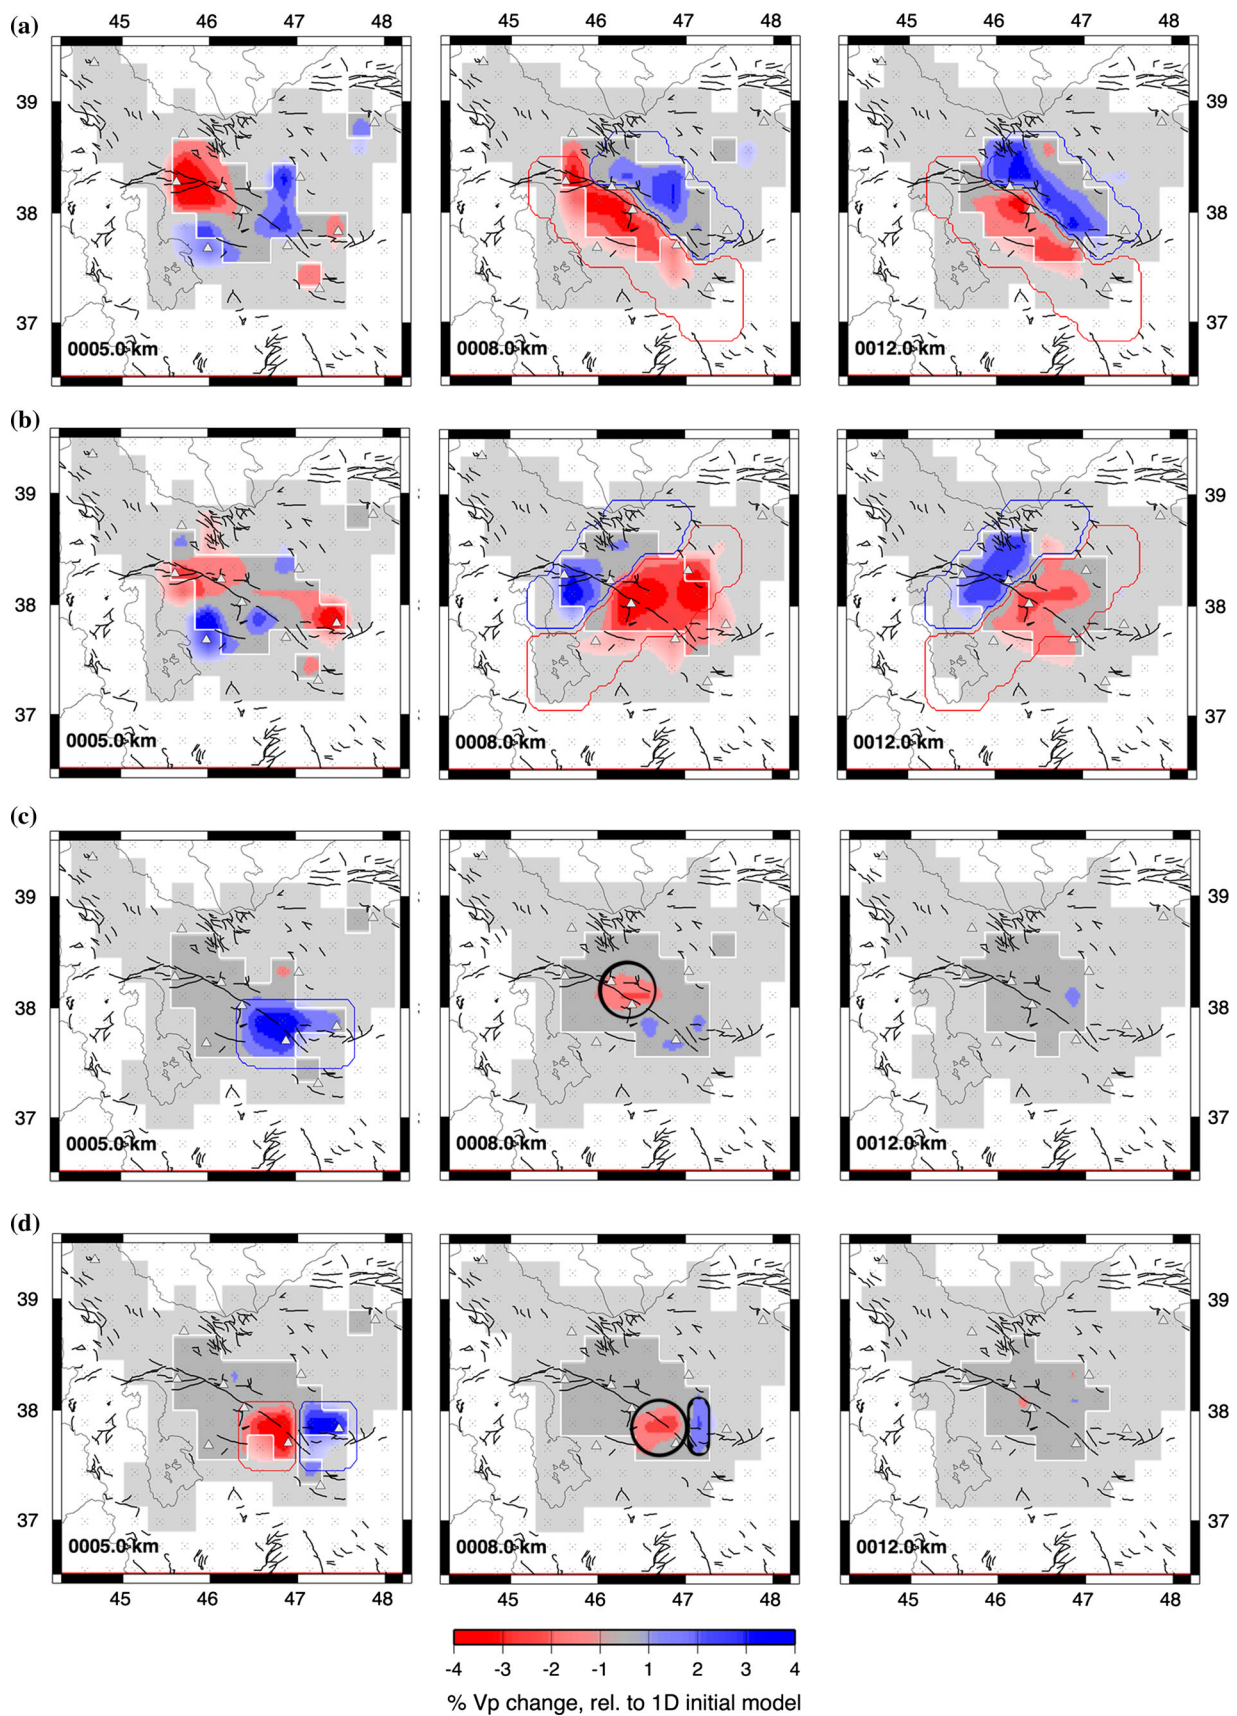 (a)
45 46 47 48 45 46 47 48 45 46 47 48
39 39
38 38
37 37
0005.0 km 0008.0 km 0012.0 km
(b)
39 39
38 38
37 37
0005.0 km 0008.0 km 0012.0 km
(c)
39 39
38 38
37 37
0005.0 km 0008.0 km 0012.0 km
(d)
39 39
38 38
37 37
0005.0 km 0008.0 km 0012.0 km
45 46 47 48 45 46 47 48 45 46 47 48
-4 -3 -2 -1 1 2 3 4
% Vp change, rel. to 1D initial model